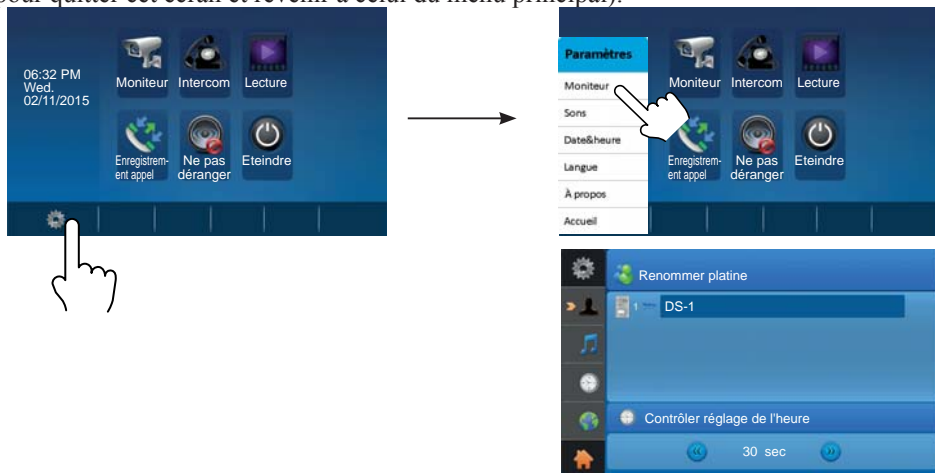 pour quitter cet écran et revenir à celui du menu principal).
06:32 PM
Wed.
02/11/2015
Moniteur Intercom Lecture
Enregistrem-
ent appel
Ne pas
déranger
Eteindre
Paramètres
Moniteur
Sons
Date&heure
Langue
À propos
Accueil
Moniteur Intercom Lecture
Enregistrem-
ent appel
Ne pas
déranger
Eteindre
Renommer platine
1 DS-1
Contrôler réglage de l'heure
30 sec